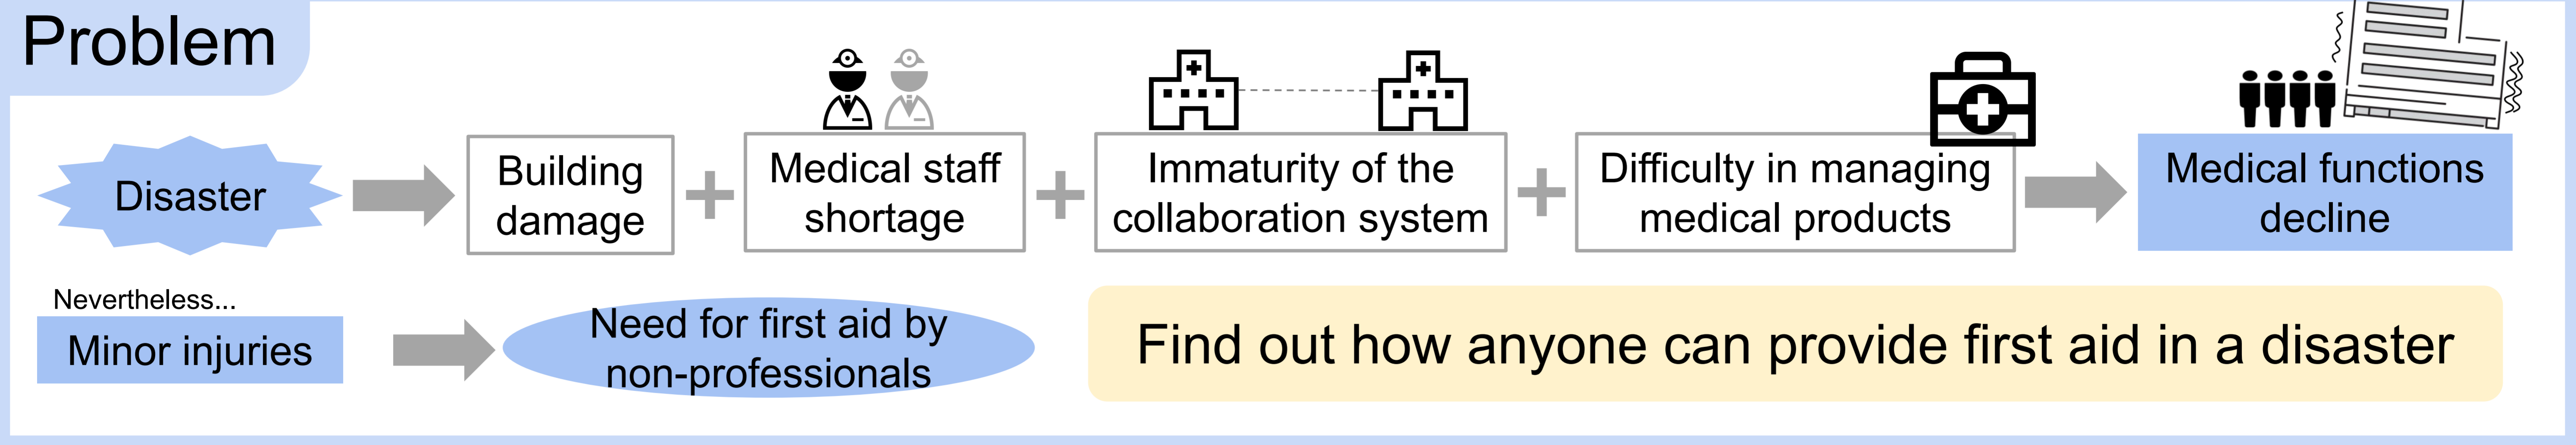 Problem
Disaster
Building
damage
Medical staff
shortage
Immaturity of the
collaboration system
Difficulty in managing
medical products
Medical functions
decline
Nevertheless...
Minor injuries
Need for first aid by
non-professionals
Find out how anyone can provide first aid in a disaster